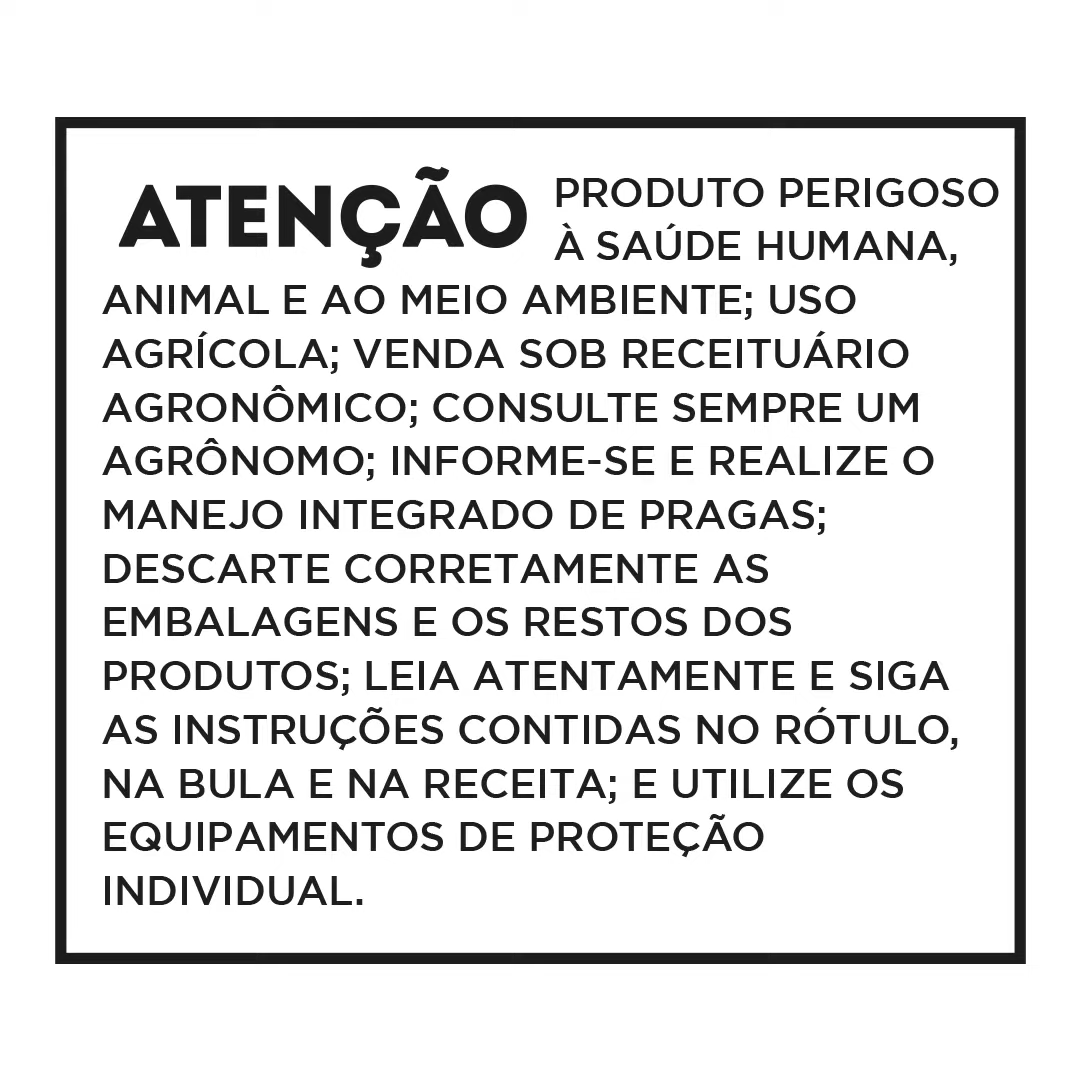 ATENÇÃO PRODUTO PERIGOSO
À SAÚDE HUMANA,
ANIMAL E AO MEIO AMBIENTE; USO
AGRÍCOLA; VENDA SOB RECEITUÁRIO
AGRONÔMICO; CONSULTE SEMPRE UM
AGRÔNOMO; INFORME-SE E REALIZE O
MANEJO INTEGRADO DE PRAGAS;
DESCARTE CORRETAMENTE AS
EMBALAGENS E OS RESTOS DOS
PRODUTOS; LEIA ATENTAMENTE E SIGA
AS INSTRUÇÕES CONTIDAS NO RÓTULO,
NA BULA E NA RECEITA; E UTILIZE OS
EQUIPAMENTOS DE PROTEÇÃO
INDIVIDUAL.